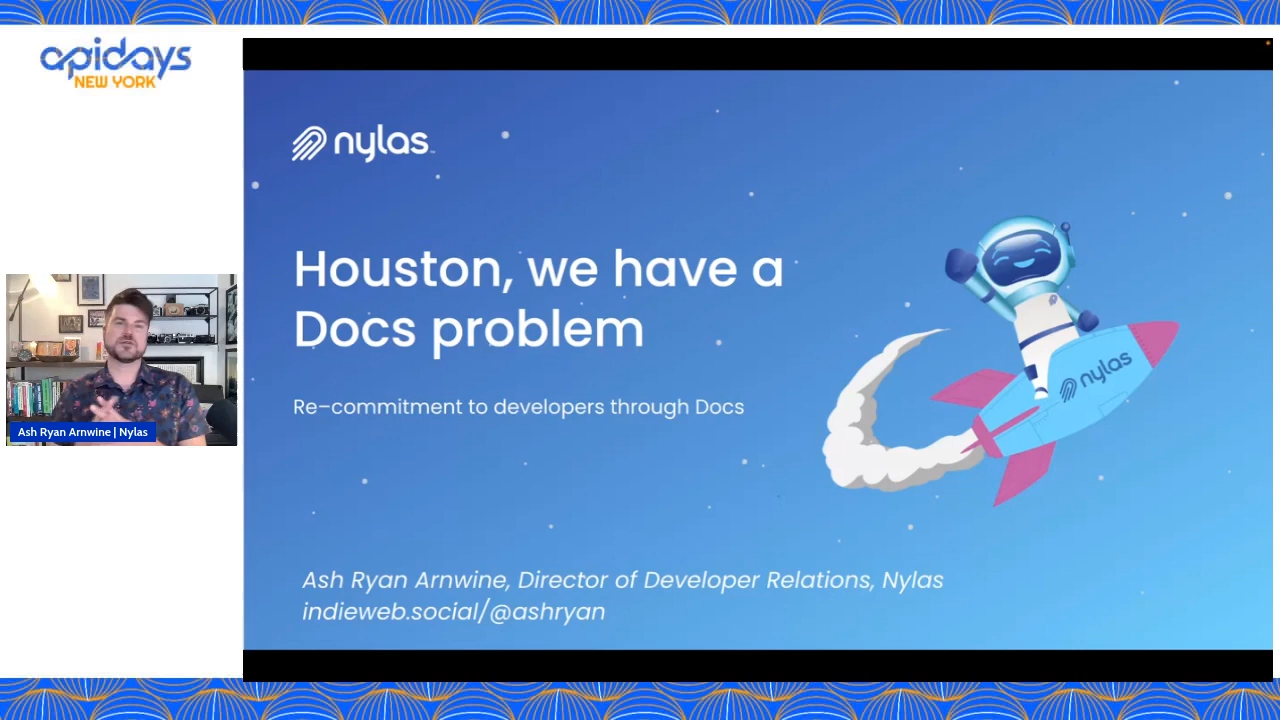 apidays
NEW YORK
nylas
Houston, we have a
Docs problem
Re-commitment to developers through Docs
nylas
Ash Ryan Arnwine | Nylas
Ash Ryan Arnwine, Director of Developer Relations, Nylas
indieweb.social/@ashryan